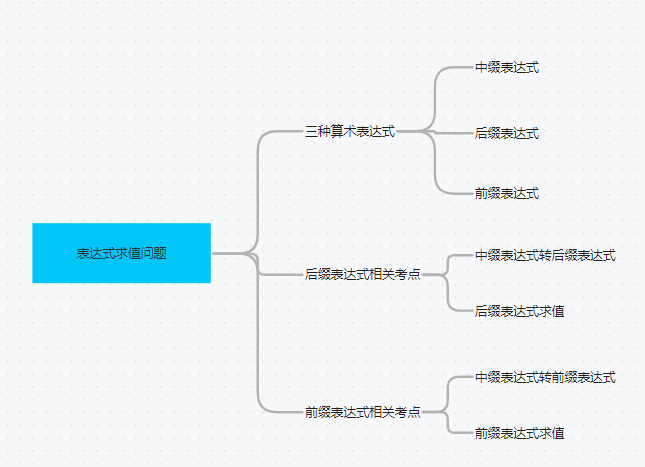 表达式求值问题
三种算术表达式
中缀表达式
后缀表达式
前缀表达式
后缀表达式相关考点
中缀表达式转后缀表达式
后缀表达式求值
前缀表达式相关考点
中缀表达式转前缀表达式
前缀表达式求值